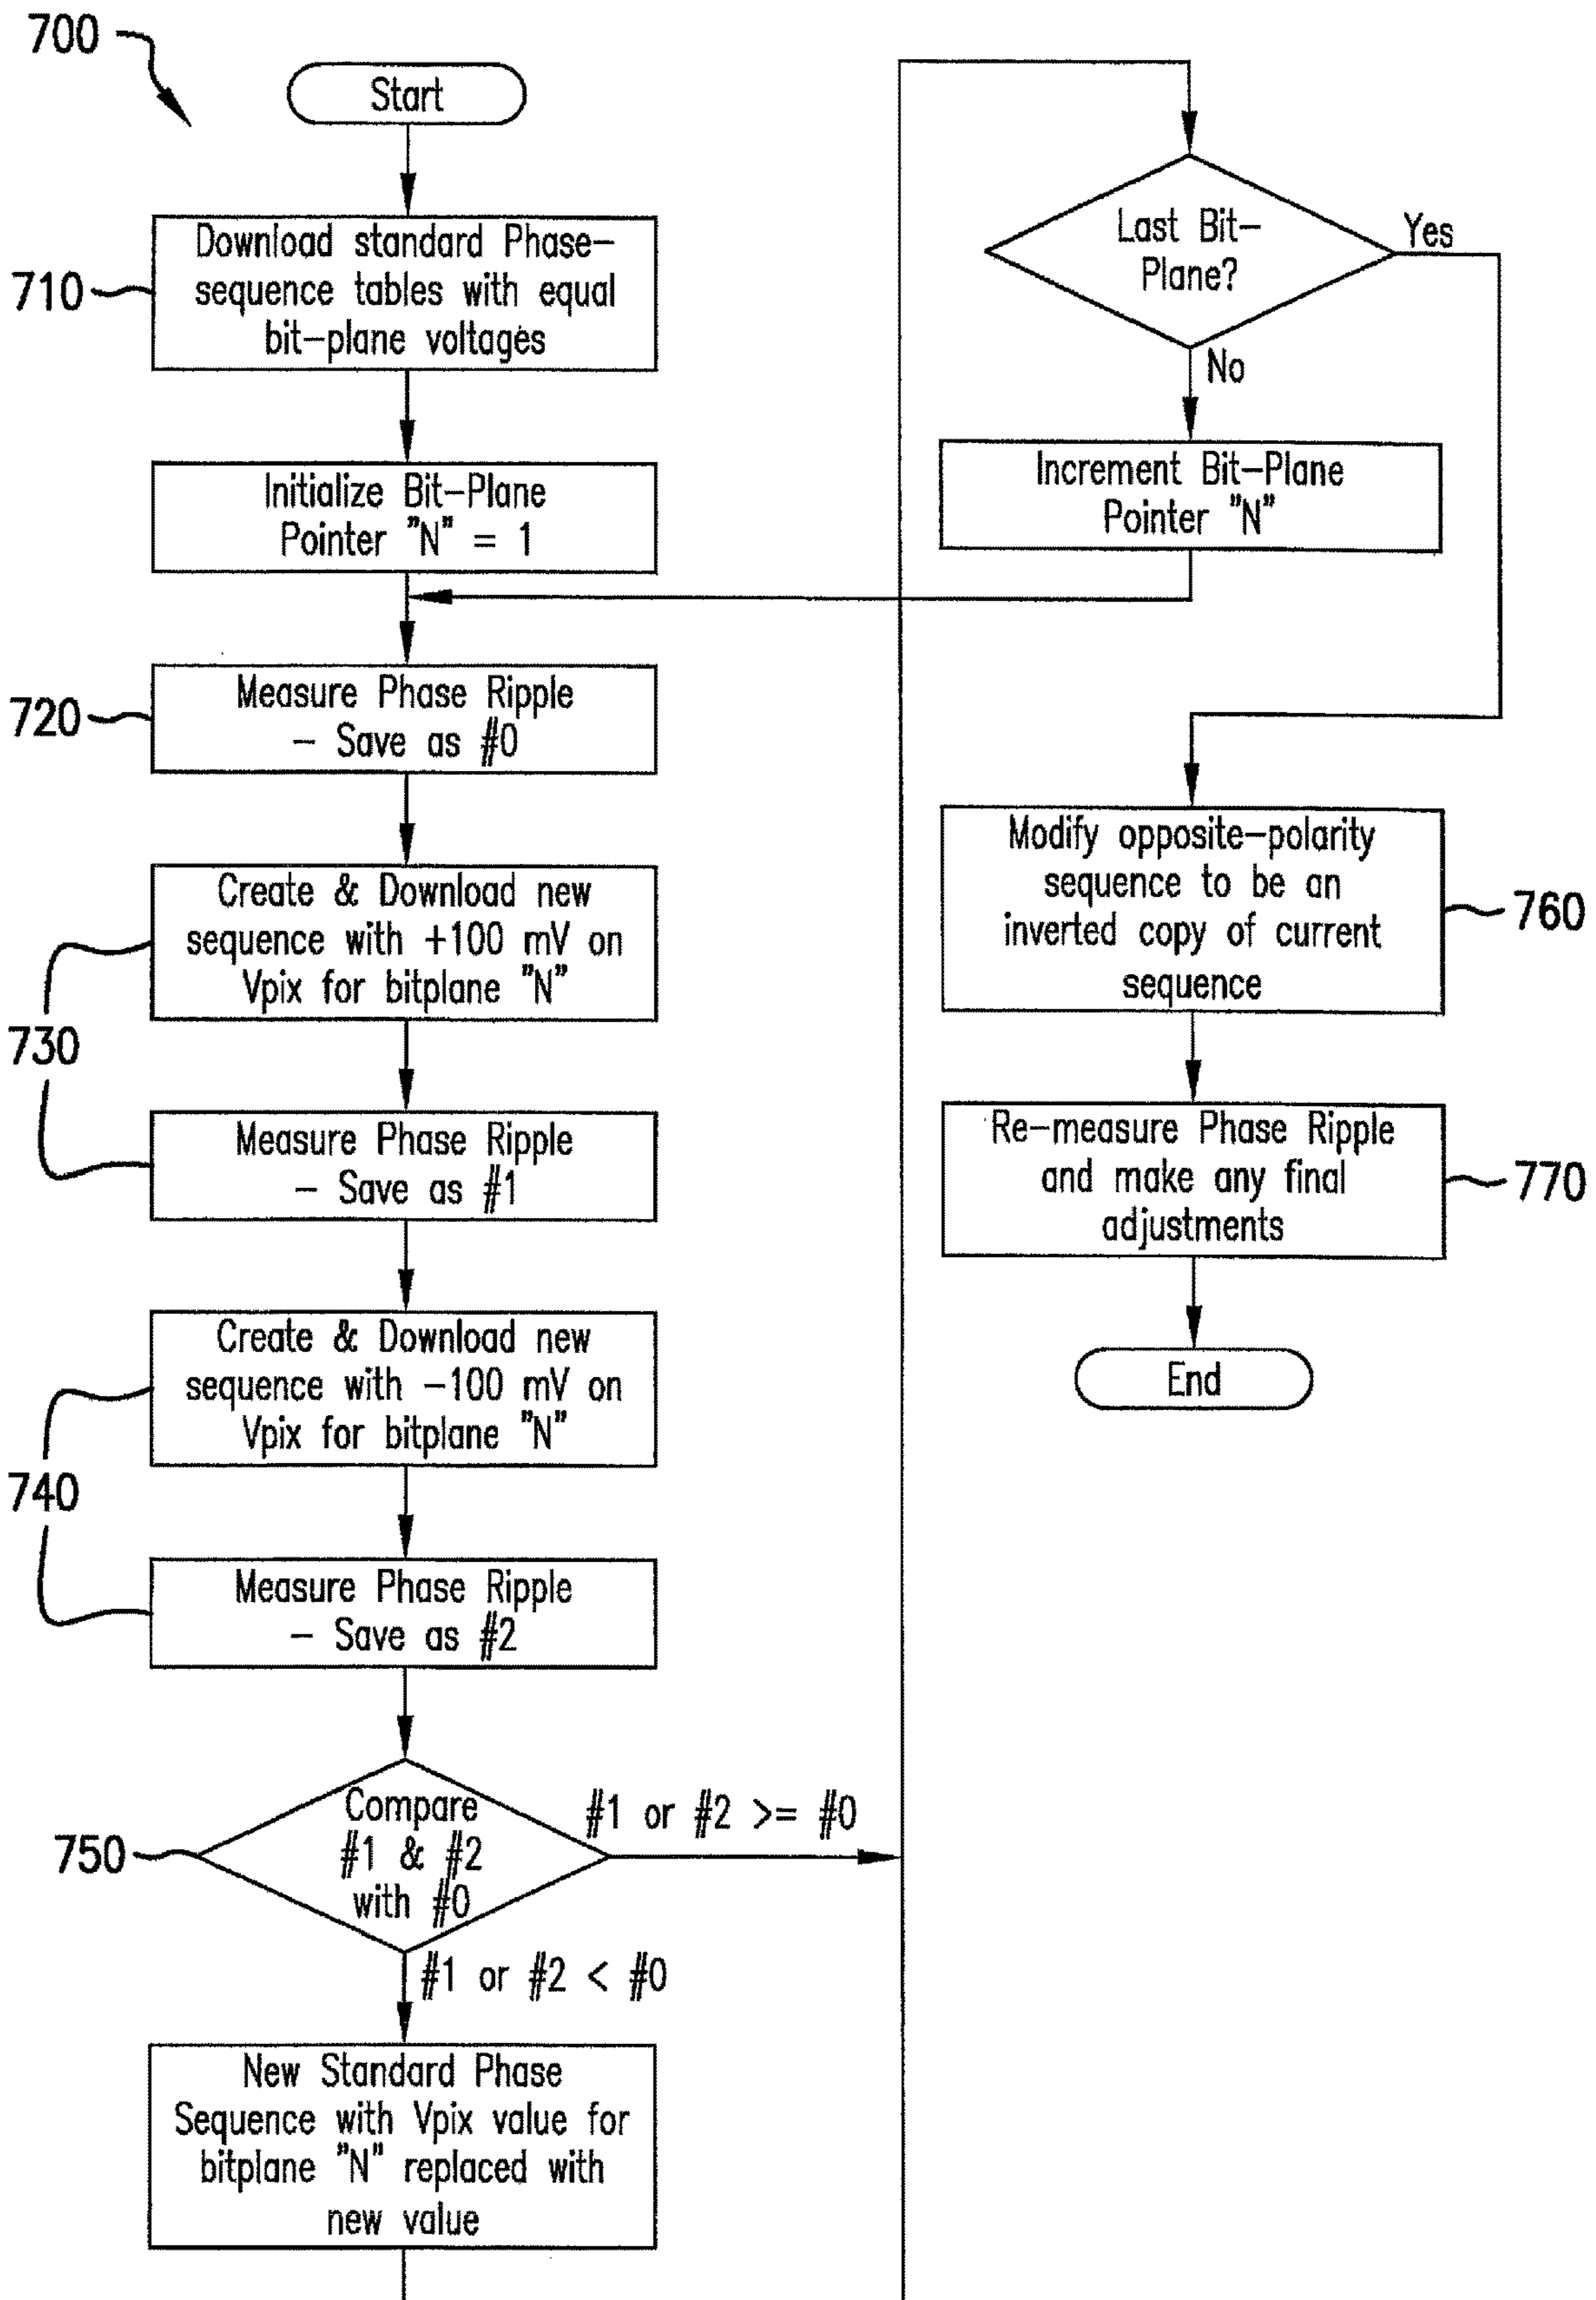 700
Start
710
Download standard Phase-
sequence tables with equal
bit-plane voltages
Initialize Bit-Plane
Pointer "N" = 1
720
Measure Phase Ripple
- Save as #0
730
Create & Download new
sequence with +100 mV on
Vpix for bitplane "N"
Measure Phase Ripple
- Save as #1
740
Create & Download new
sequence with -100 mV on
Vpix for bitplane "N"
Measure Phase Ripple
- Save as #2
750
Compare
#1 & #2
with #0
#1 or #2 >= #0
#1 or #2 < #0
New Standard Phase
Sequence with Vpix value for
bitplane "N" replaced with
new value
Last Bit-
Plane?
Yes
No
Increment Bit-Plane
Pointer "N"
Modify opposite-polarity
sequence to be an
inverted copy of current
sequence
760
Re-measure Phase Ripple
and make any final
adjustments
770
End